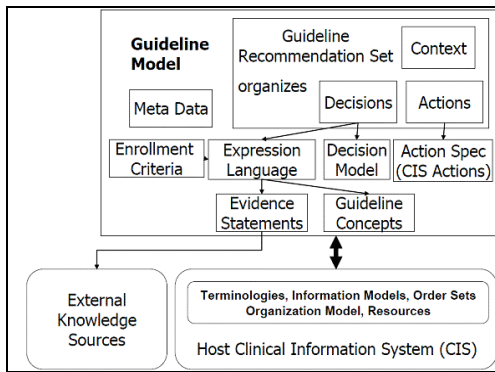 Guideline
Model
Guideline
Recommendation Set
Context
organizes
Decisions
Actions
Meta Data
Enrollment
Criteria
Expression
Language
Decision
Model
Action Spec
(CIS Actions)
Evidence
Statements
Guideline
Concepts
External
Knowledge
Sources
Terminologies, Information Models, Order Sets
Organization Model, Resources
Host Clinical Information System (CIS)